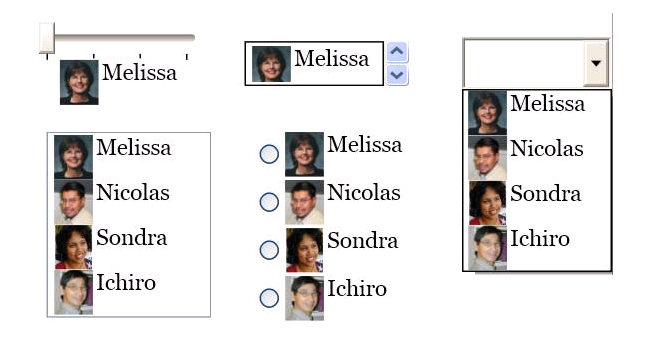 Melissa
Melissa
Melissa
Nicolas
Sondra
Ichiro
Melissa
Nicolas
Sondra
Ichiro
Melissa
Nicolas
Sondra
Ichiro